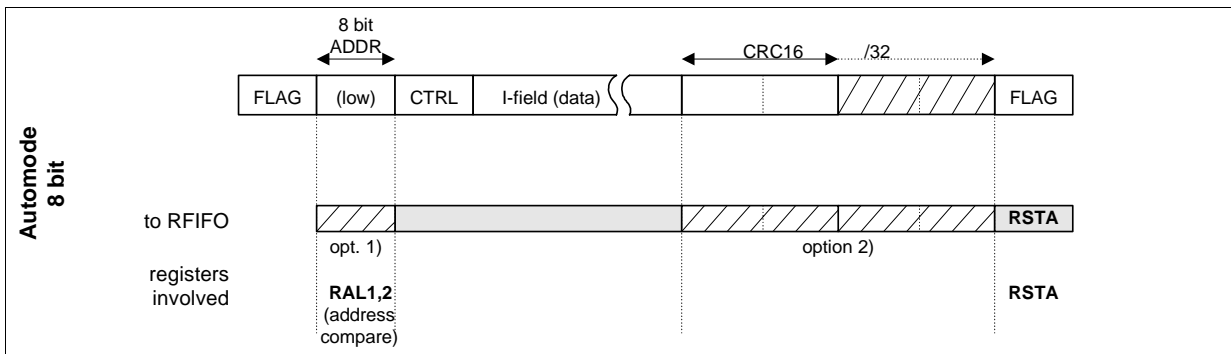 8 bit
ADDR
CRC16 /32
FLAG (low) CTRL I-field (data) FLAG
Automode
8 bit
to RFIFO RSTA
opt. 1) option 2)
registers
involved
RAL1,2 RSTA
(address
compare)